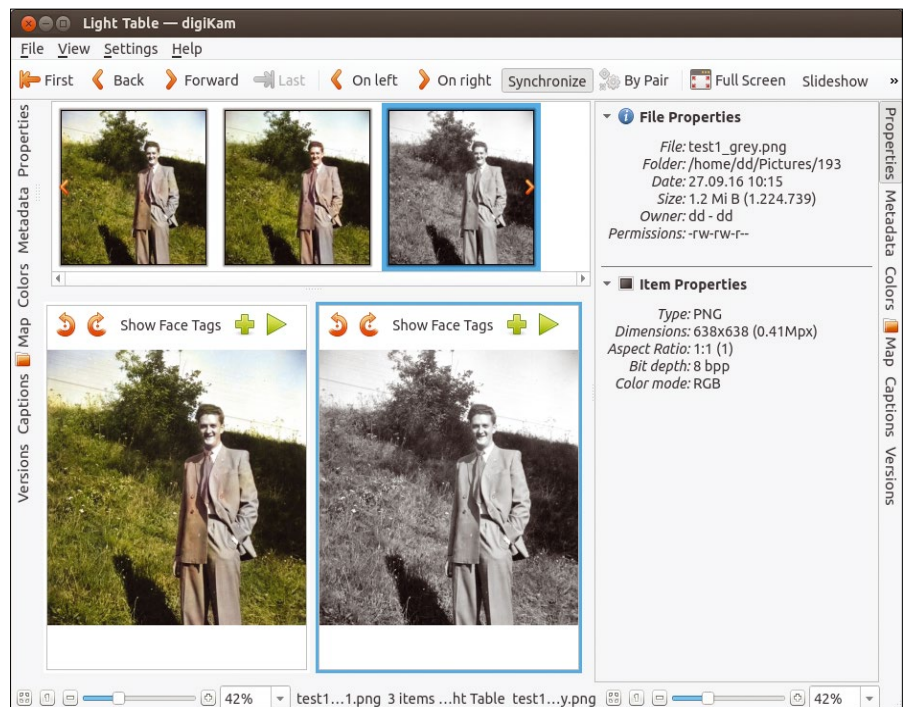 Light Table — digiKam
File View Settings Help
First Back Forward Last On left On right Synchronize By Pair Full Screen Slideshow »
Properties
Metadata
Colors
Map
Captions
Versions
File Properties
File: test1_grey.png
Folder: /home/dd/Pictures/193
Date: 27.09.16 10:15
Size: 1.2 Mi B (1.224.739)
Owner: dd - dd
Permissions: -rw-rw-r--
Item Properties
Type: PNG
Dimensions: 638x638 (0.41Mpx)
Aspect Ratio: 1:1 (1)
Bit depth: 8 bpp
Color mode: RGB
Properties
Metadata
Colors
Map
Captions
Versions
Show Face Tags
Show Face Tags
42% test1...1.png 3 items ...ht Table test1...y.png 42%